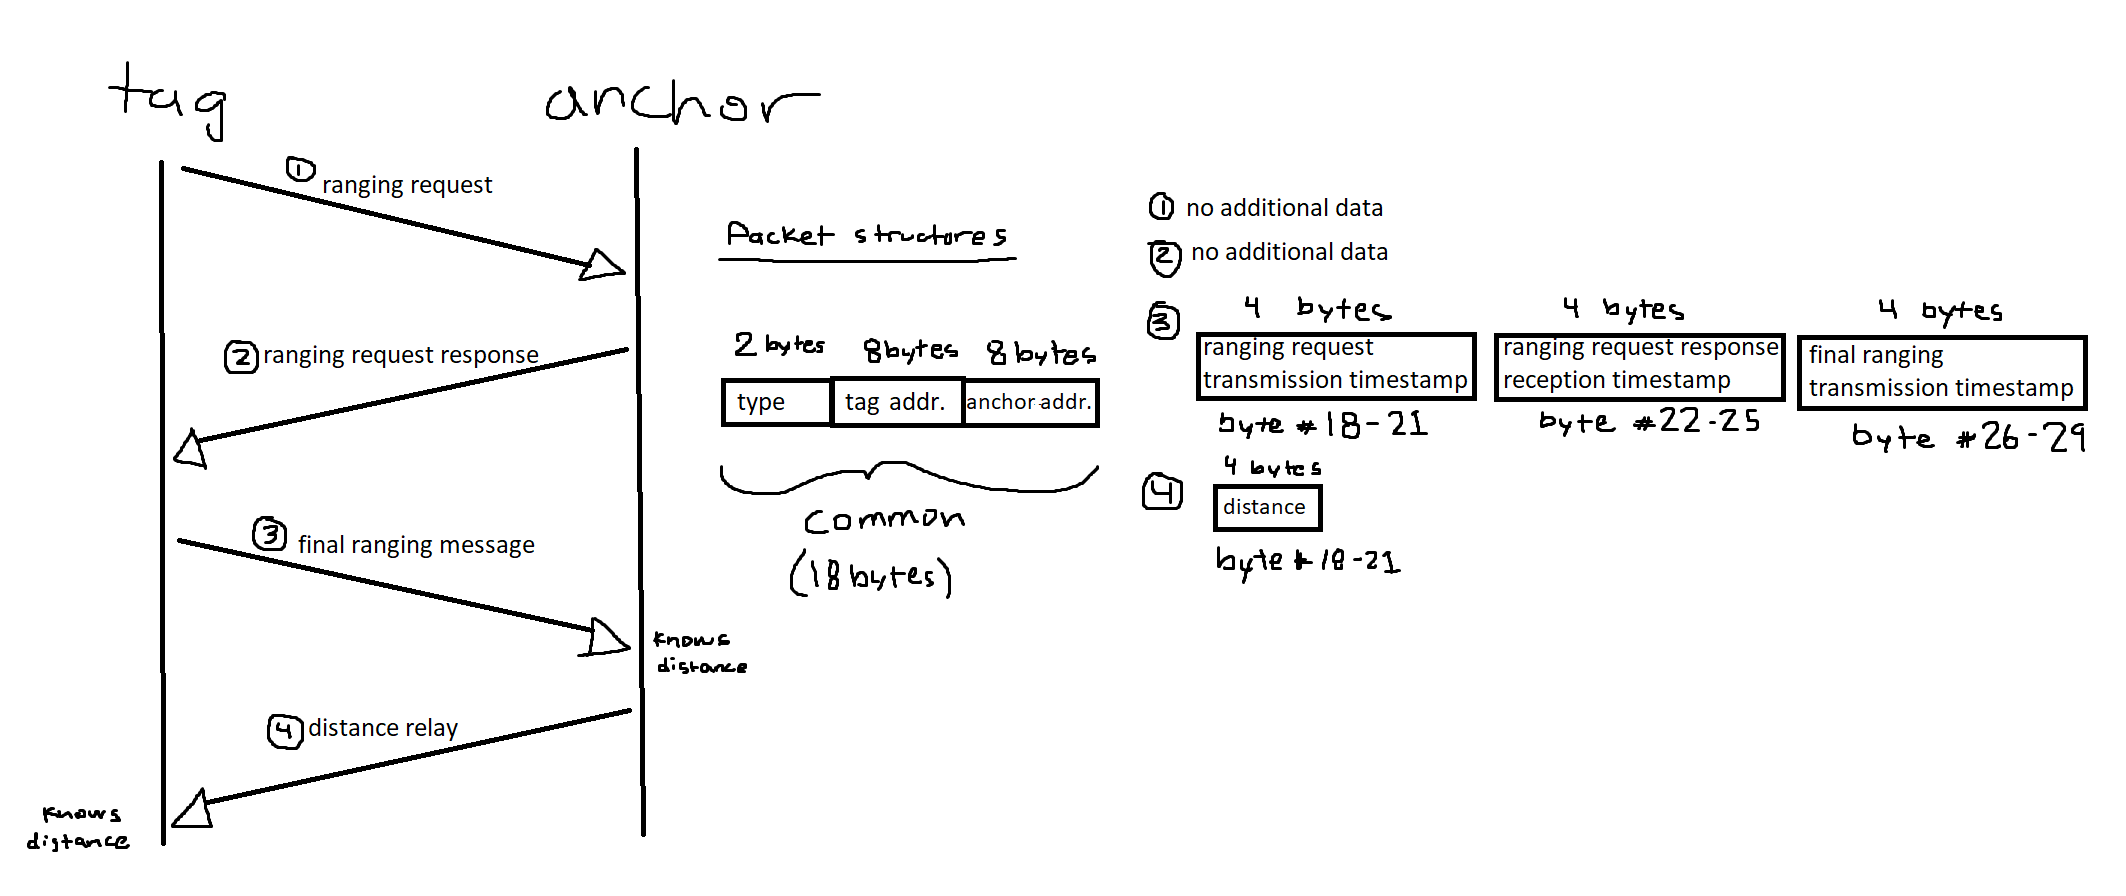 tag
anchor
1 ranging request
2 ranging request response
3 final ranging message
knows
distance
4 distance relay
knows
distance
Packet structures
2 bytes 8 bytes 8 bytes
type tag addr. anchor addr.
common
(18 bytes)
1 no additional data
2 no additional data
3
4 bytes 4 bytes 4 bytes
ranging request
transmission timestamp
ranging request response
reception timestamp
final ranging
transmission timestamp
byte #18-21 byte #22-25 byte #26-29
4
4 bytes
distance
byte #18-21